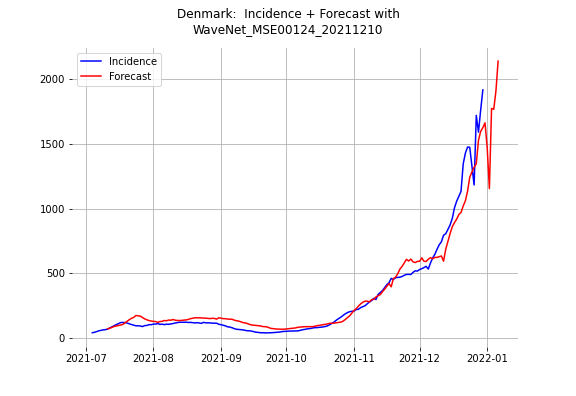 Denmark:  Incidence + Forecast with
WaveNet_MSE00124_20211210
Incidence
Forecast
2000
1500
1000
500
0
2021-07 2021-08 2021-09 2021-10 2021-11 2021-12 2022-01